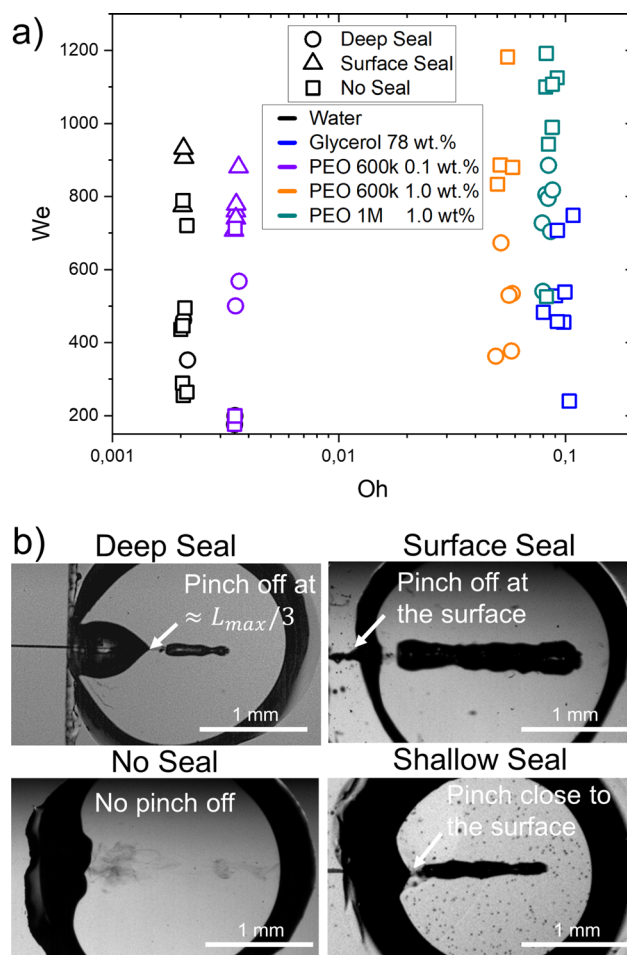 a)
1200
1000
800
600
400
200
We
Deep Seal
Surface Seal
No Seal
Water
Glycerol 78 wt.%
PEO 600k 0.1 wt.%
PEO 600k 1.0 wt.%
PEO 1M 1.0 wt%
0,001
0,01
0,1
Oh
b)
Deep Seal
Pinch off at
≈ L_max/3
1 mm
Surface Seal
Pinch off at
the surface
1 mm
No Seal
No pinch off
1 mm
Shallow Seal
Pinch close to
the surface
1 mm